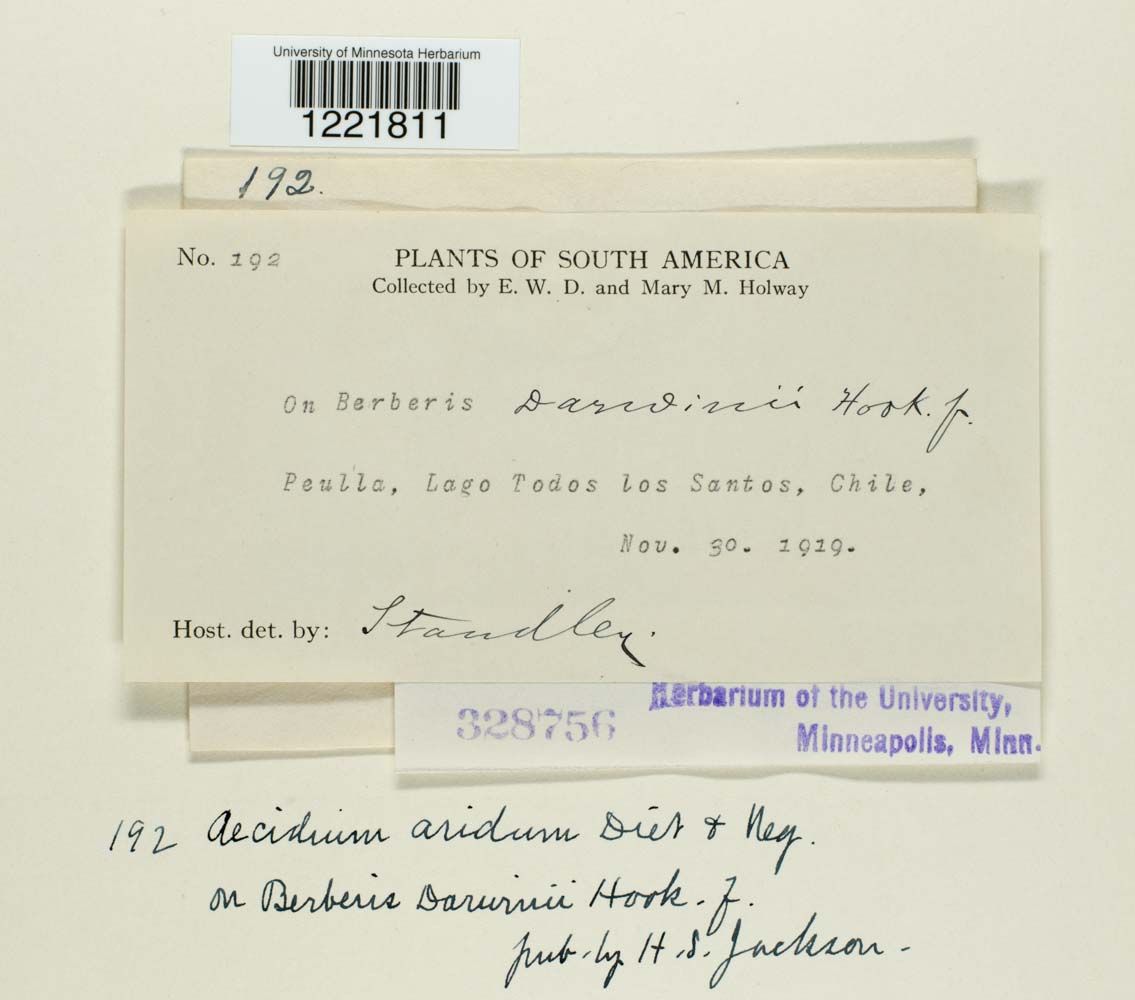 University of Minnesota Herbarium
1221811
192.
No. 192
PLANTS OF SOUTH AMERICA
Collected by E. W. D. and Mary M. Holway
On Berberis Darwinii Hook. f.
Peulla, Lago Todos los Santos, Chile,
Nov. 30. 1919.
Host. det. by: Standley.
328756
Herbarium of the University,
Minneapolis, Minn.
192 Aecidium aridum Diet & Neg.
on Berberis Darwinii Hook. f.
pub. by H. S. Jackson.